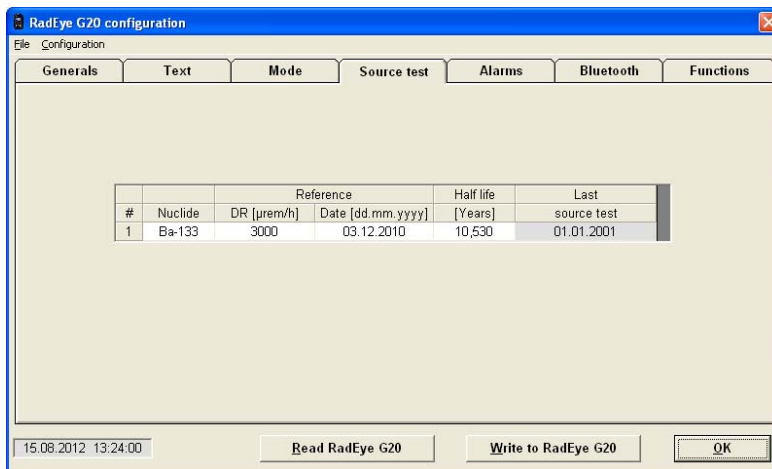 RadEye G20 configuration
File Configuration
Generals Text Mode Source test Alarms Bluetooth Functions
Reference Half life Last
# Nuclide DR [µrem/h] Date [dd.mm.yyyy] [Years] source test
1 Ba-133 3000 03.12.2010 10,530 01.01.2001
15.08.2012 13:24:00 Read RadEye G20 Write to RadEye G20 OK